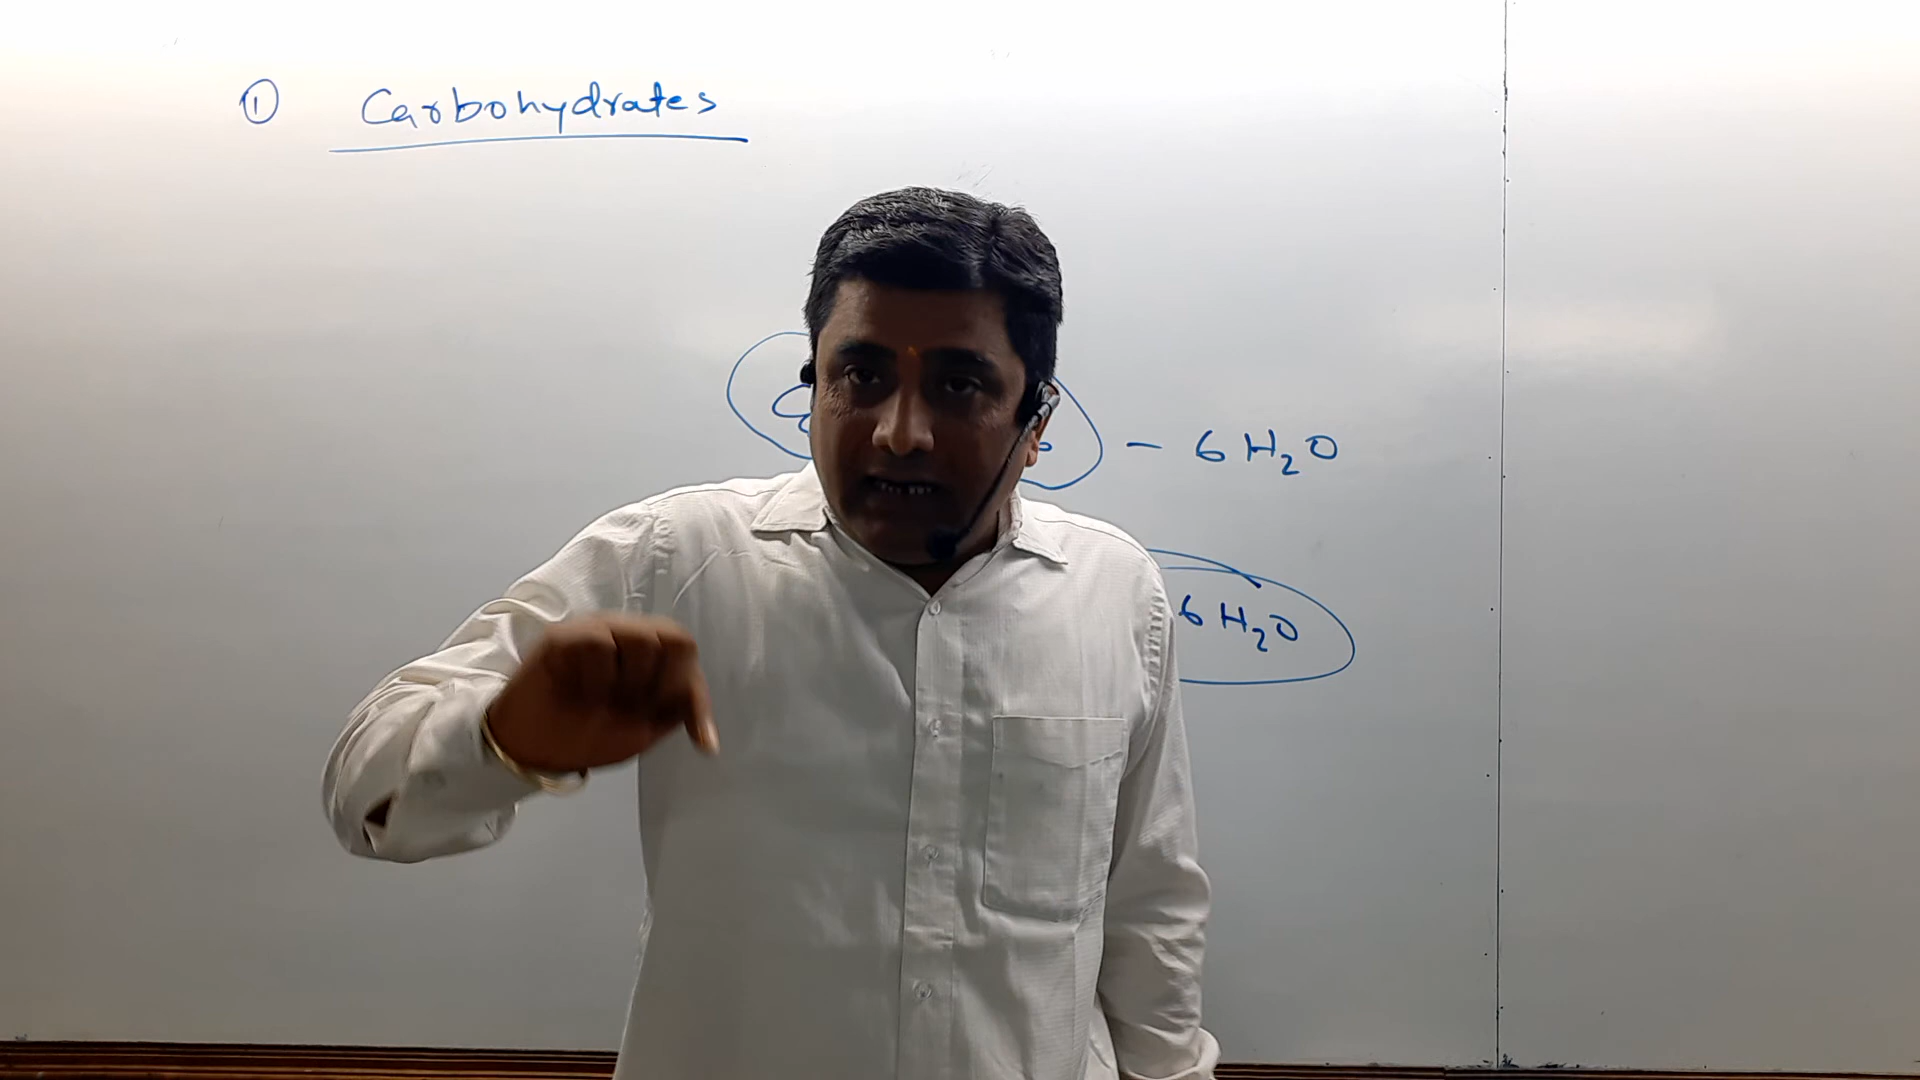 ① Carbohydrates
- 6 H₂O
6 H₂O